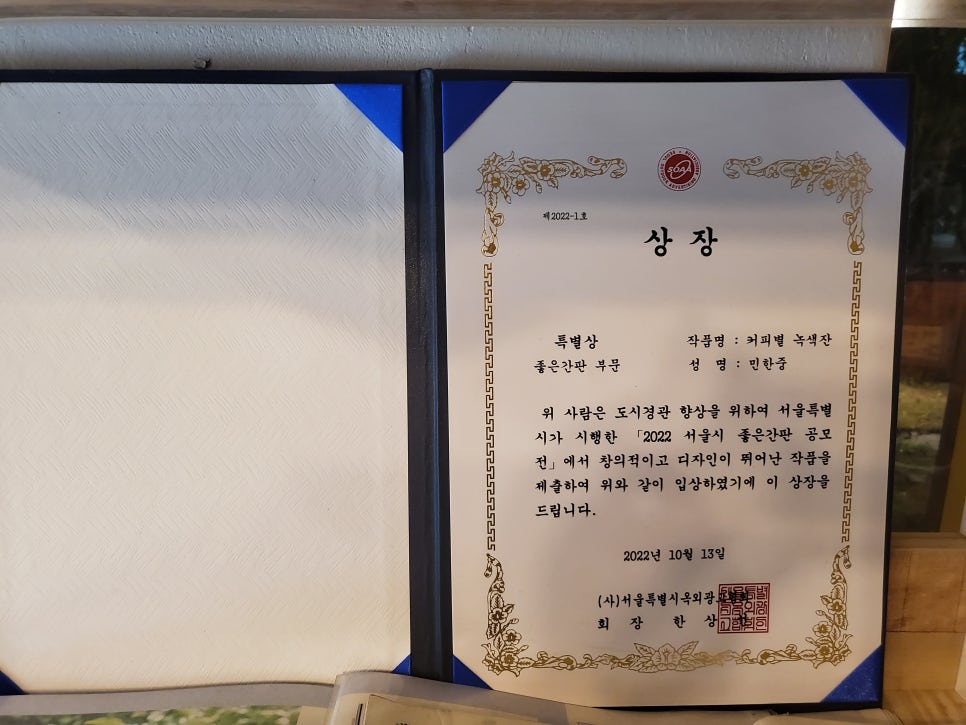 SOAA
제2022-1호
상 장
특별상
작품명 : 커피별 녹색잔
좋은간판 부문
성 명 : 민한중
위 사람은 도시경관 향상을 위하여 서울특별
시가 시행한 「2022 서울시 좋은간판 공모
전」에서 창의적이고 디자인이 뛰어난 작품을
제출하여 위와 같이 입상하였기에 이 상장을
드립니다.
2022년 10월 13일
(사)서울특별시옥외광고협회
회 장 한 상